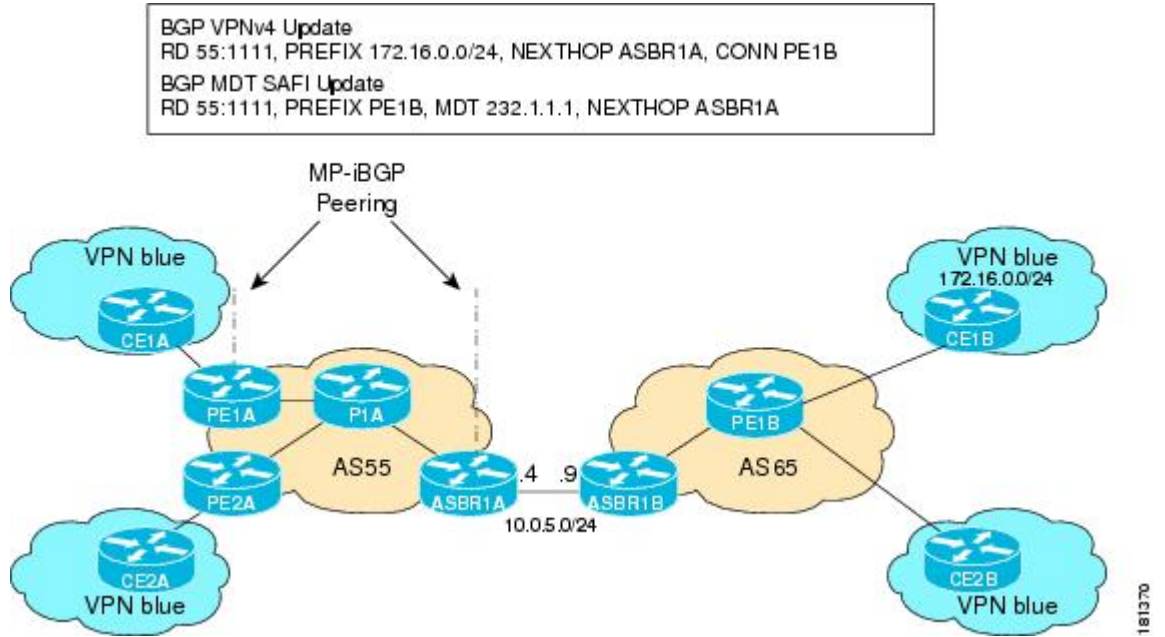 BGP VPNv4 Update
RD 55:1111, PREFIX 172.16.0.0/24, NEXTHOP ASBR1A, CONN PE1B
BGP MDT SAFI Update
RD 55:1111, PREFIX PE1B, MDT 232.1.1.1, NEXTHOP ASBR1A
MP-iBGP
Peering
VPN blue
CE1A
VPN blue
172.16.0.0/24
CE1B
PE1A
P1A
PE1B
AS55
AS65
PE2A
ASBR1A
.4
.9
ASBR1B
10.0.5.0/24
CE2A
VPN blue
CE2B
VPN blue
181370